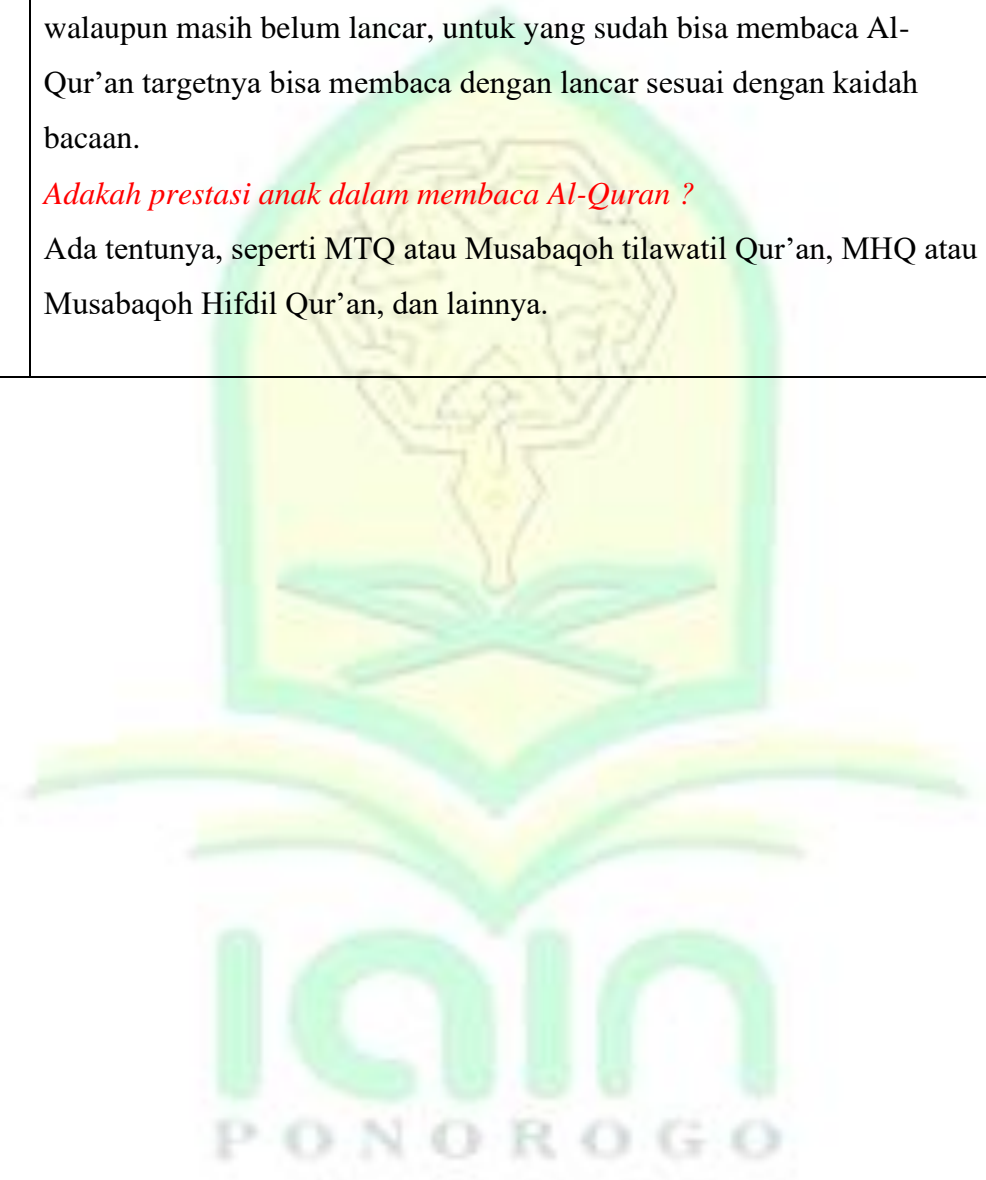 walaupun masih belum lancar, untuk yang sudah bisa membaca Al-
Qur’an targetnya bisa membaca dengan lancar sesuai dengan kaidah
bacaan.
Adakah prestasi anak dalam membaca Al-Quran ?
Ada tentunya, seperti MTQ atau Musabaqoh tilawatil Qur’an, MHQ atau
Musabaqoh Hifdil Qur’an, dan lainnya.
iain
PONOROGO